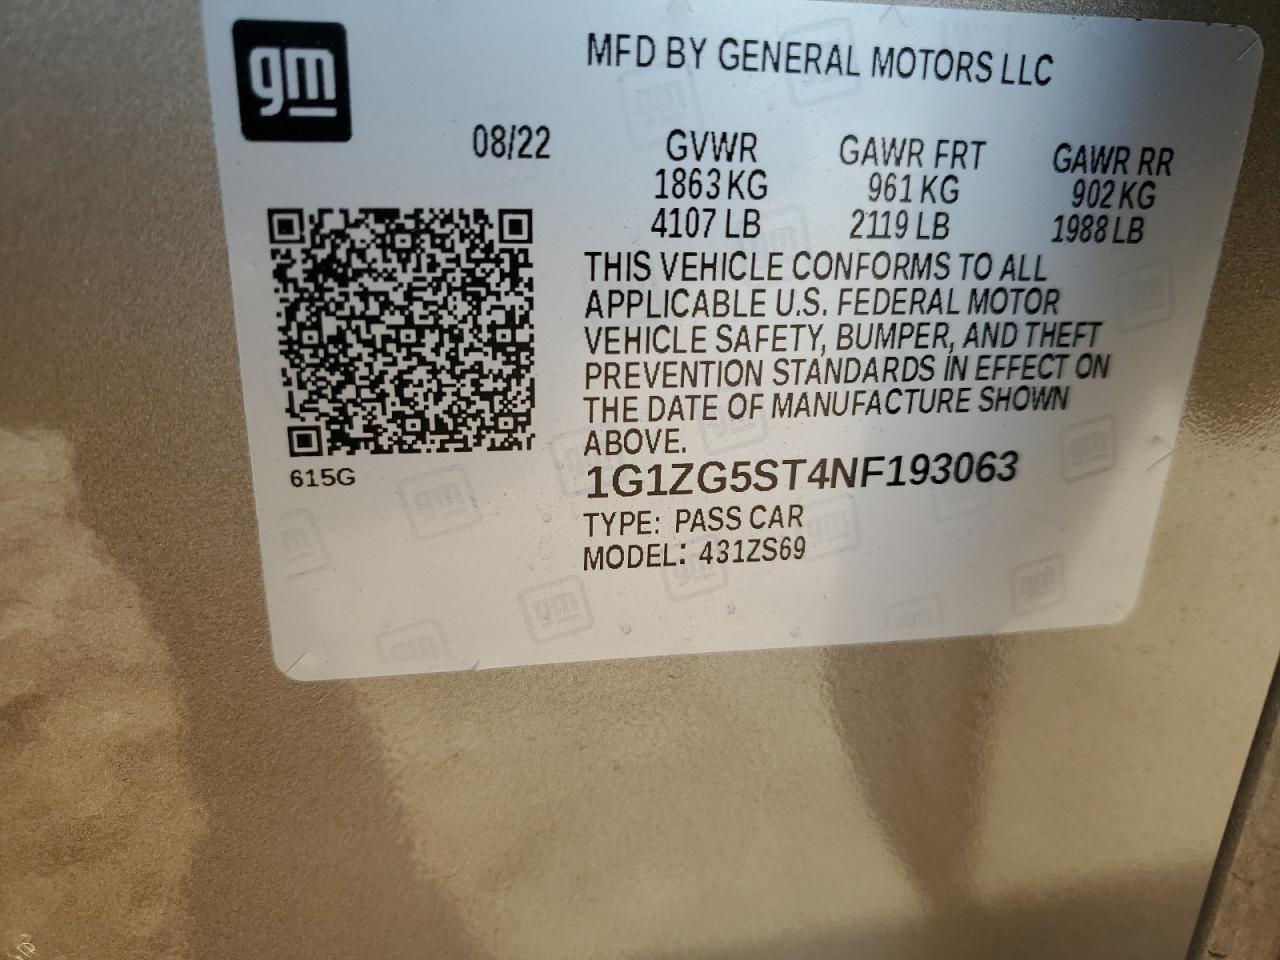 gm
MFD BY GENERAL MOTORS LLC
08/22 GVWR GAWR FRT GAWR RR
1863 KG 961 KG 902 KG
4107 LB 2119 LB 1988 LB
THIS VEHICLE CONFORMS TO ALL
APPLICABLE U.S. FEDERAL MOTOR
VEHICLE SAFETY, BUMPER, AND THEFT
PREVENTION STANDARDS IN EFFECT ON
THE DATE OF MANUFACTURE SHOWN
ABOVE.
615G
1G1ZG5ST4NF193063
TYPE: PASS CAR
MODEL: 431ZS69